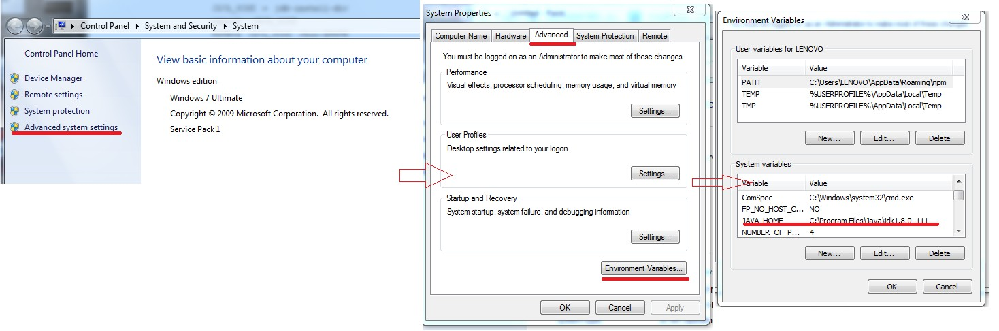 Control Panel
System and Security
System
Control Panel Home
Device Manager
Remote settings
System protection
Advanced system settings
View basic information about your computer
Windows edition
Windows 7 Ultimate
Copyright © 2009 Microsoft Corporation.  All rights reserved.
Service Pack 1
System Properties
Computer Name
Hardware
Advanced
System Protection
Remote
You must be logged on as an Administrator to make most of these changes.
Performance
Visual effects, processor scheduling, memory usage, and virtual memory
Settings...
User Profiles
Desktop settings related to your logon
Settings...
Startup and Recovery
System startup, system failure, and debugging information
Settings...
Environment Variables...
OK
Cancel
Apply
Environment Variables
User variables for LENOVO
Variable Value
PATH C:\Users\LENOVO\AppData\Roaming\npm
TEMP %USERPROFILE%\AppData\Local\Temp
TMP %USERPROFILE%\AppData\Local\Temp
New...
Edit...
Delete
System variables
Variable Value
ComSpec C:\Windows\system32\cmd.exe
FP_NO_HOST_C... NO
JAVA_HOME C:\Program Files\Java\jdk1.8.0_111
NUMBER_OF_P... 4
New...
Edit...
Delete
OK
Cancel